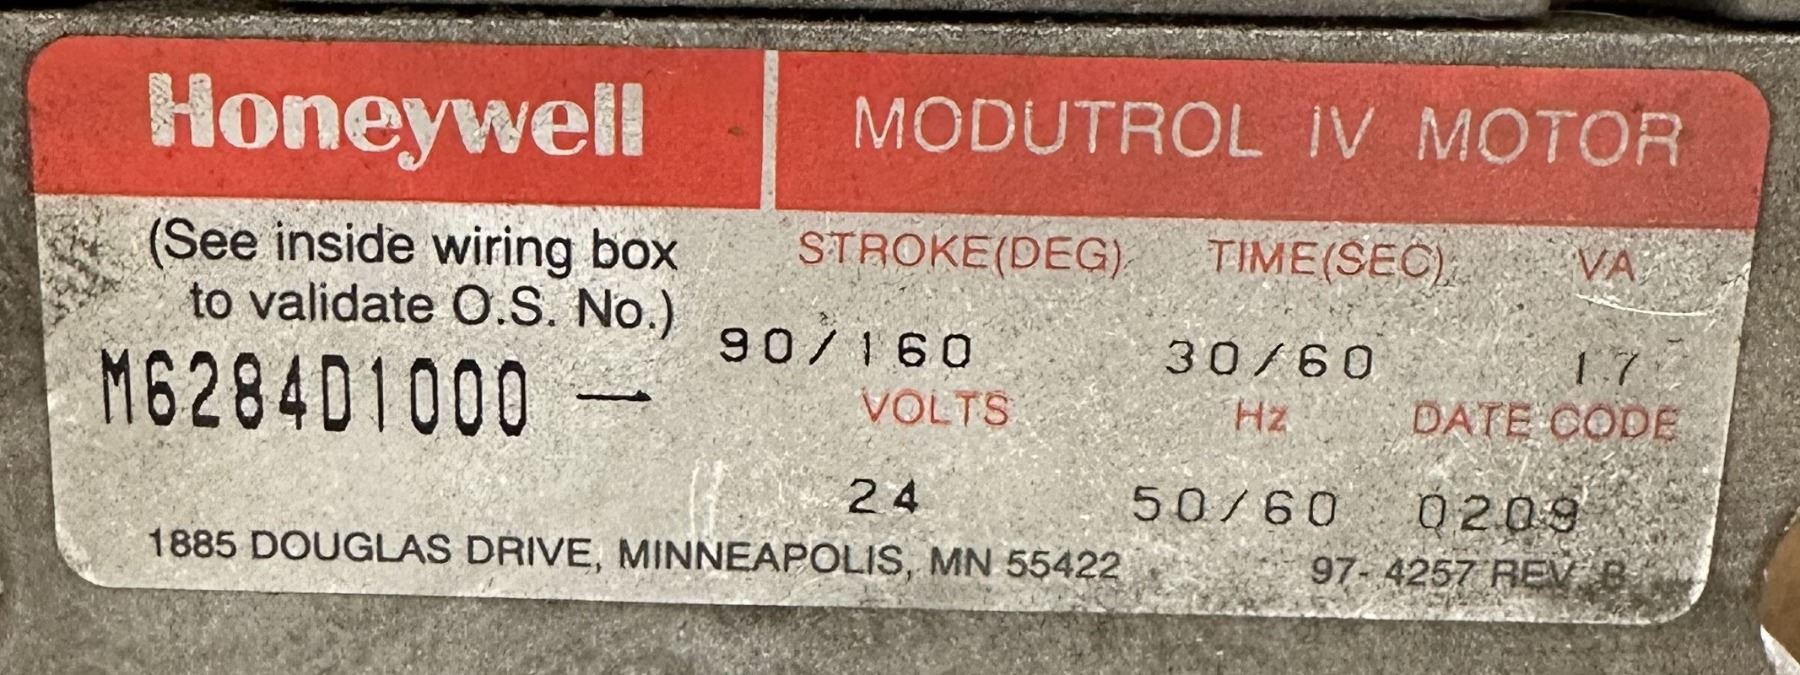 Honeywell MODUTROL IV MOTOR
(See inside wiring box
to validate O.S. No.)
M6284D1000 —
STROKE(DEG) TIME(SEC) VA
90/160 30/60 17
VOLTS Hz DATE CODE
24 50/60 0209
1885 DOUGLAS DRIVE, MINNEAPOLIS, MN 55422
97-4257 REV B